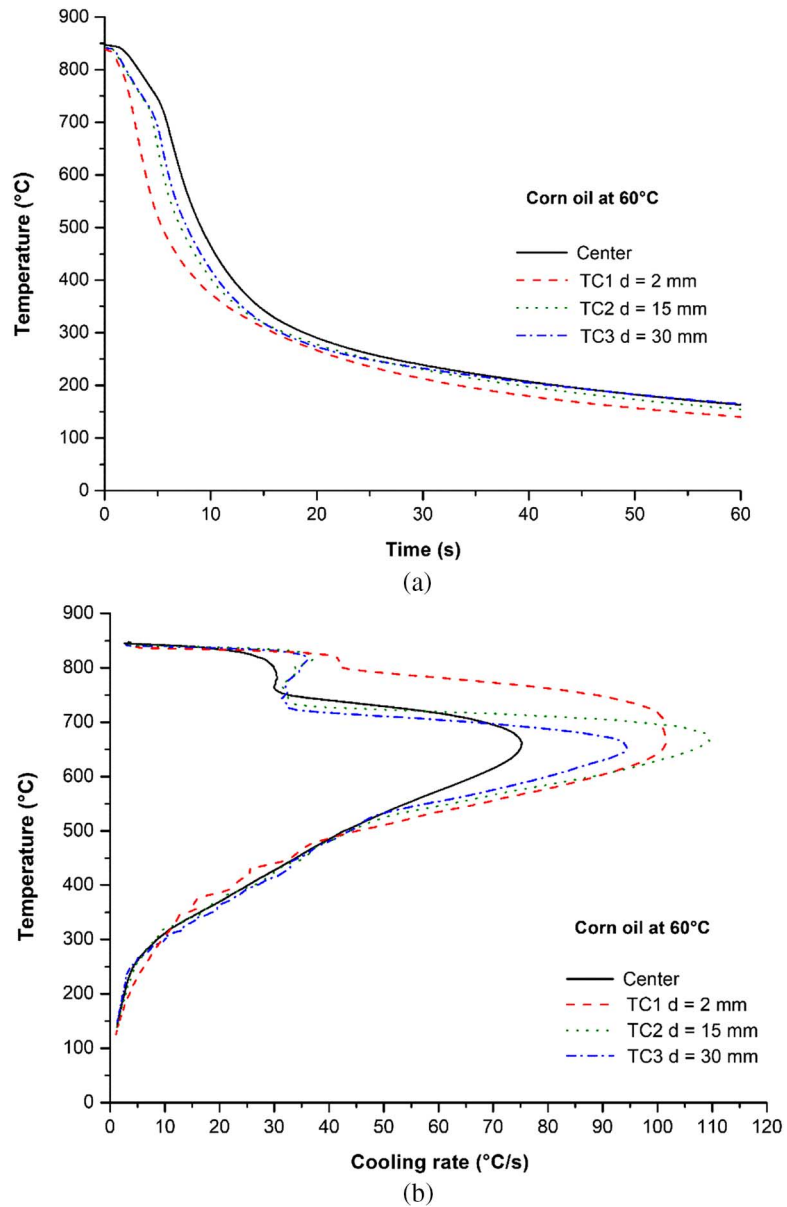 900
800
700
600
500
400
300
200
100
0
Temperature (°C)
Corn oil at 60°C
Center
TC1 d = 2 mm
TC2 d = 15 mm
TC3 d = 30 mm
0 10 20 30 40 50 60
Time (s)
(a)
900
800
700
600
500
400
300
200
100
0
Temperature (°C)
Corn oil at 60°C
Center
TC1 d = 2 mm
TC2 d = 15 mm
TC3 d = 30 mm
0 10 20 30 40 50 60 70 80 90 100 110 120
Cooling rate (°C/s)
(b)